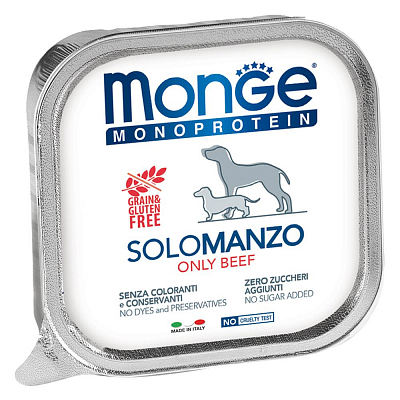 MONGE
MONOPROTEIN
GRAIN&GLUTEN
FREE
SOLOMANZO
ONLY BEEF
SENZA COLORANTI
e CONSERVANTI
NO DYES and PRESERVATIVES
ZERO ZUCCHERI
AGGIUNTI
NO SUGAR ADDED
MADE IN ITALY
NO CRUELTY TEST